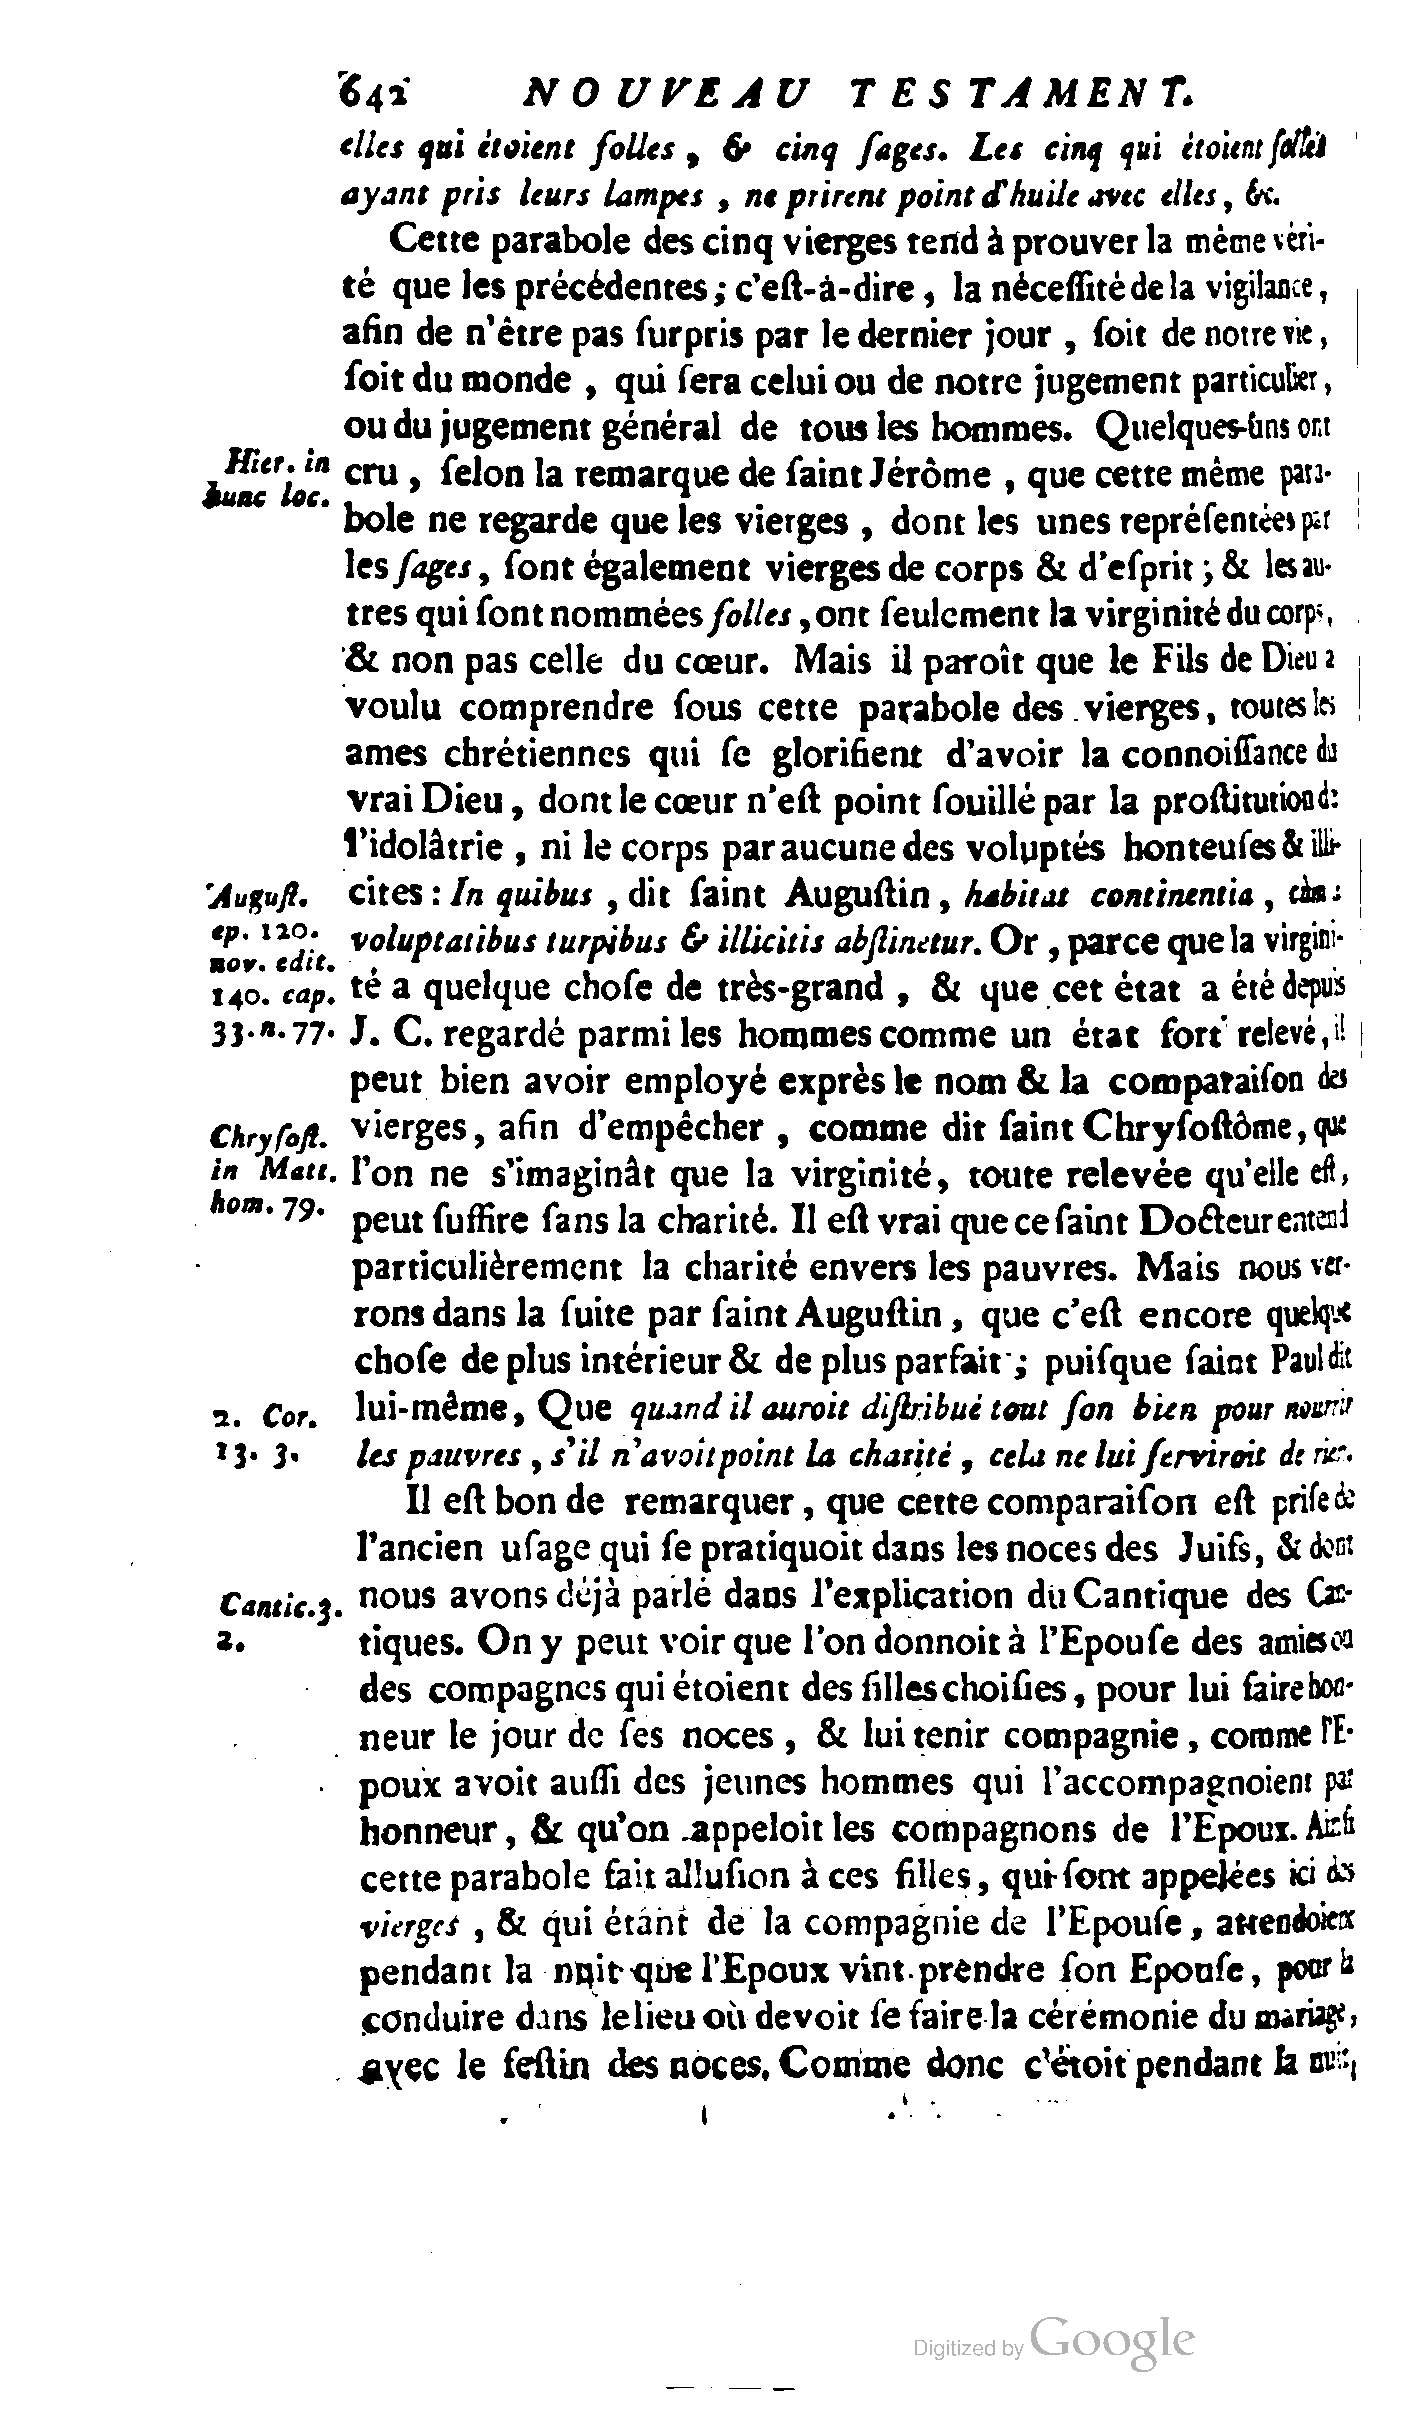 642 NOUVEAU TESTAMENT.
elles qui étoient folles, & cinq ſages. Les cinq qui étoient folles
ayant pris leurs lampes, ne prirent point d'huile avec elles, &c.
Cette parabole des cinq vierges tend à prouver la même véri-
té que les précédentes; c'eſt-à-dire, la néceſſité de la vigilance,
afin de n'être pas ſurpris par le dernier jour, ſoit de notre vie,
ſoit du monde, qui ſera celui ou de notre jugement particulier,
ou du jugement général de tous les hommes. Quelques-uns ont
Hier. in
hunc loc.
cru, ſelon la remarque de ſaint Jérôme, que cette même para-
bole ne regarde que les vierges, dont les unes repréſentées par
les ſages, ſont également vierges de corps & d'eſprit; & les au-
tres qui ſont nommées folles, ont ſeulement la virginité du corps,
& non pas celle du cœur. Mais il paroît que le Fils de Dieu a
voulu comprendre ſous cette parabole des vierges, toutes les
ames chrétiennes qui ſe glorifient d'avoir la connoiſſance du
vrai Dieu, dont le cœur n'eſt point ſouillé par la proſtitution de
l'idolâtrie, ni le corps par aucune des voluptés honteuſes & illi-
Auguſt.
ep. 120.
nov. edit.
140. cap.
33. n. 77.
cites: In quibus, dit ſaint Auguſtin, habitat continentia, cùm à
voluptatibus turpibus & illicitis abſtinetur. Or, parce que la virgini-
té a quelque choſe de très-grand, & que cet état a été depuis
J. C. regardé parmi les hommes comme un état fort relevé, il
peut bien avoir employé exprès le nom & la comparaiſon des
Chryſoſt.
in Matt.
hom. 79.
vierges, afin d'empêcher, comme dit ſaint Chryſoſtôme, que
l'on ne s'imaginât que la virginité, toute relevée qu'elle eſt,
peut ſuffire ſans la charité. Il eſt vrai que ce ſaint Docteur entend
particulièrement la charité envers les pauvres. Mais nous ver-
rons dans la ſuite par ſaint Auguſtin, que c'eſt encore quelque
choſe de plus intérieur & de plus parfait; puiſque ſaint Paul dit
2. Cor.
13. 3.
lui-même, Que quand il auroit diſtribué tout ſon bien pour nourrir
les pauvres, s'il n'avoit point la charité, cela ne lui ſerviroit de rien.
Il eſt bon de remarquer, que cette comparaiſon eſt priſe de
l'ancien uſage qui ſe pratiquoit dans les noces des Juifs, & dont
Cantic. 3.
2.
nous avons déjà parlé dans l'explication du Cantique des Can-
tiques. On y peut voir que l'on donnoit à l'Epouſe des amies ou
des compagnes qui étoient des filles choiſies, pour lui faire hon-
neur le jour de ſes noces, & lui tenir compagnie, comme l'E-
poux avoit auſſi des jeunes hommes qui l'accompagnoient par
honneur, & qu'on appeloit les compagnons de l'Epoux. Ainſi
cette parabole fait alluſion à ces filles, qui ſont appelées ici des
vierges, & qui étant de la compagnie de l'Epouſe, attendoient
pendant la nuit que l'Epoux vînt prendre ſon Epouſe, pour la
conduire dans le lieu où devoit ſe faire la cérémonie du mariage,
avec le feſtin des noces. Comme donc c'étoit pendant la nuit,
Digitized by Google